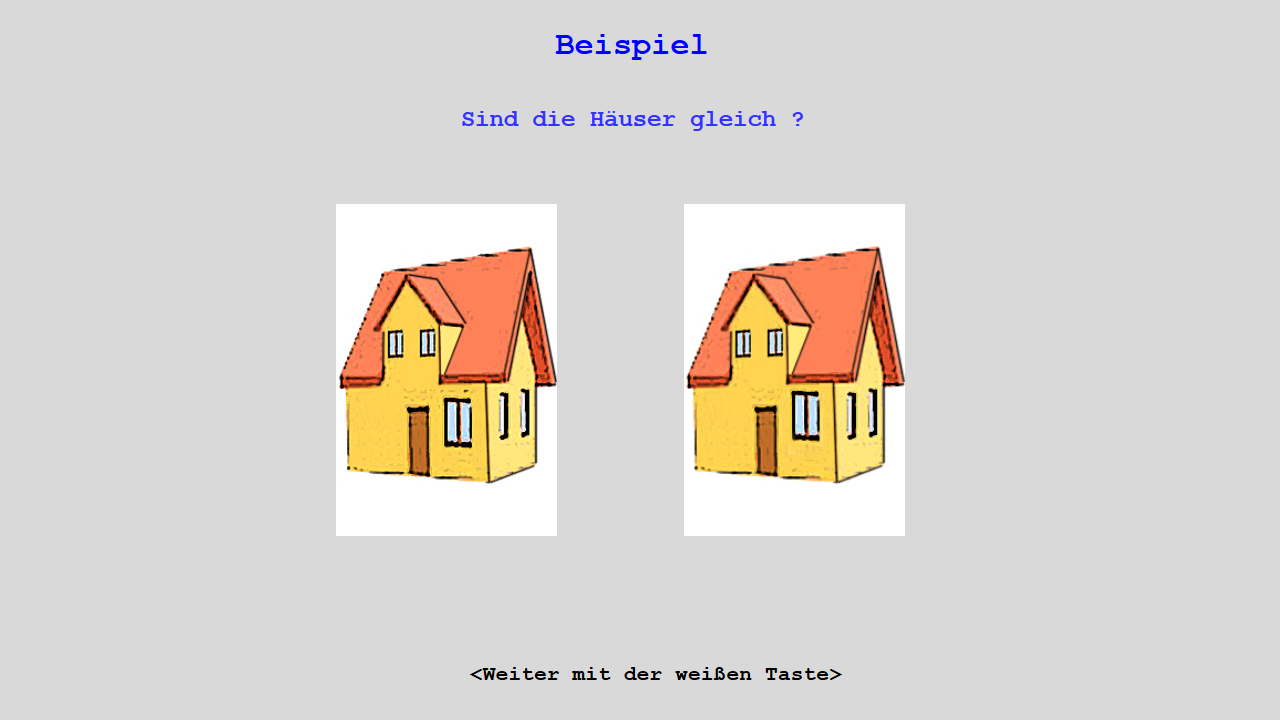 Beispiel
Sind die Häuser gleich ?
<Weiter mit der weißen Taste>